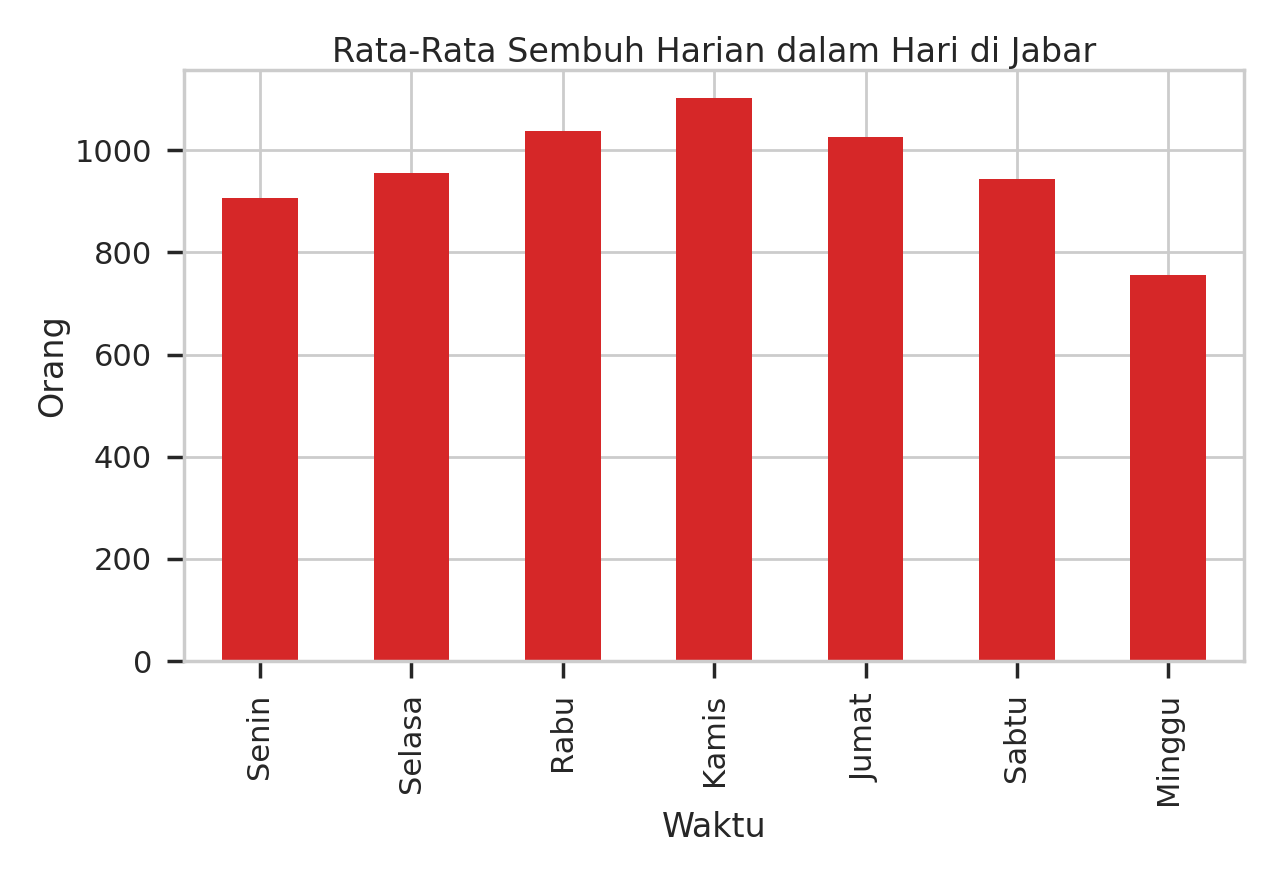 Rata-Rata Sembuh Harian dalam Hari di Jabar
Orang
1000
800
600
400
200
0
Senin
Selasa
Rabu
Kamis
Jumat
Sabtu
Minggu
Waktu